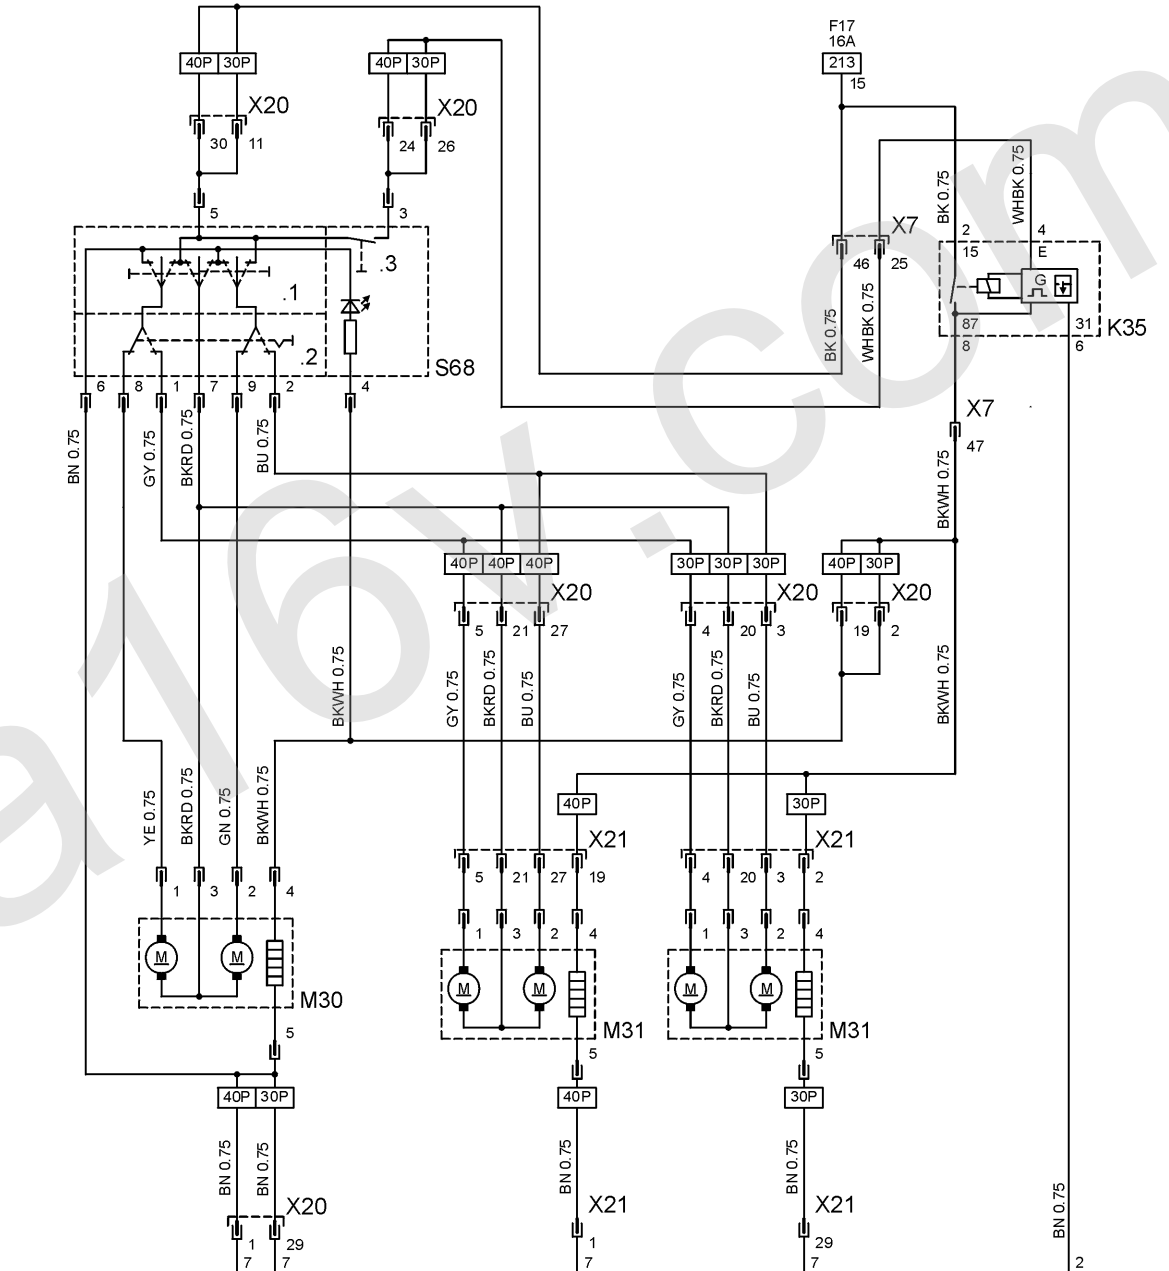 F17
16A
40P 30P
40P 30P
213
15
X20
X20
30 11
24 26
5
3
BK 0.75
WHBK 0.75
X7
2
4
46 25
15
E
.3
G
.1
.2
87
31
K35
8
6
S68
BK 0.75
WHBK 0.75
6 8 1 7 9 2
4
X7
47
BN 0.75
GY 0.75
BKRD 0.75
BU 0.75
BKWH 0.75
40P 40P 40P
30P 30P 30P
40P 30P
X20
X20
X20
5 21 27
4 20 3
19 2
BKWH 0.75
GY 0.75
BKRD 0.75
BU 0.75
GY 0.75
BKRD 0.75
BU 0.75
BKWH 0.75
YE 0.75
BKRD 0.75
GN 0.75
BKWH 0.75
40P
30P
X21
X21
5 21 27 19
4 20 3 2
1 3 2 4
1 3 2 4
1 3 2 4
M M
M M
M M
M30
M31
M31
5
5
5
40P 30P
40P
30P
BN 0.75
BN 0.75
BN 0.75
BN 0.75
BN 0.75
X20
X21
X21
1 29
1
29
7 7
7
7
2
a16v.com